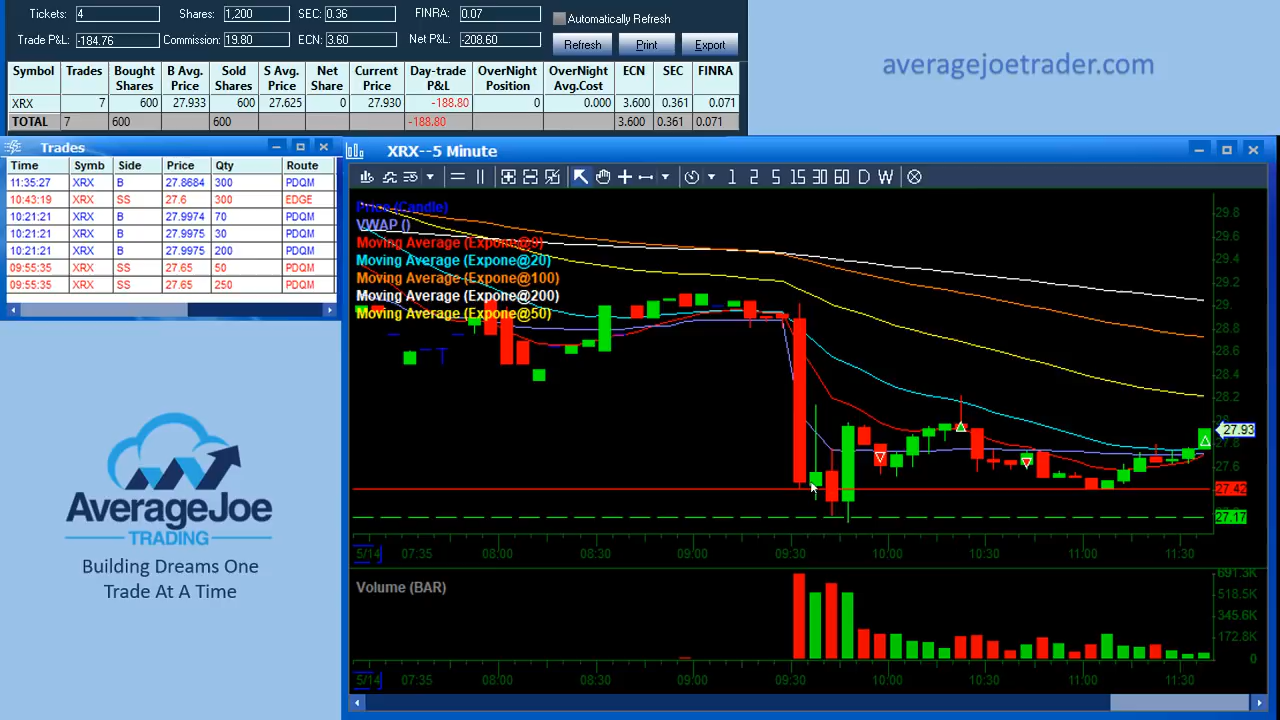 Tickets: 4 Shares: 1,200 SEC: 0.36 FINRA: 0.07 Automatically Refresh
Trade P&L: -184.76 Commission: 19.80 ECN: 3.60 Net P&L: -208.60 Refresh Print Export
averagejoetrader.com
Symbol Trades Bought Shares B Avg. Price Sold Shares S Avg. Price Net Share Current Price Day-trade P&L OverNight Position OverNight Avg.Cost ECN SEC FINRA
XRX 7 600 27.933 600 27.625 0 27.930 -188.80 0 0.000 3.600 0.361 0.071
TOTAL 7 600 600 -188.80 3.600 0.361 0.071
Trades
Time Symb Side Price Qty Route
11:35:27 XRX B 27.8684 300 PDQM
10:43:19 XRX SS 27.6 300 EDGE
10:21:21 XRX B 27.9974 70 PDQM
10:21:21 XRX B 27.9975 30 PDQM
10:21:21 XRX B 27.9975 200 PDQM
09:55:35 XRX SS 27.65 50 PDQM
09:55:35 XRX SS 27.65 250 PDQM
XRX--5 Minute
1 2 5 15 30 60 D W
Price (Candle)
VWAP ()
Moving Average (Expone@9)
Moving Average (Expone@20)
Moving Average (Expone@100)
Moving Average (Expone@200)
Moving Average (Expone@50)
29.8
29.6
29.4
29.2
29
28.8
28.6
28.4
28.2
27.93
27.6
27.42
27.17
5/14 07:35 08:00 08:30 09:00 09:30 10:00 10:30 11:00 11:30
Volume (BAR)
691.3K
518.5K
345.6K
172.8K
0
5/14 07:35 08:00 08:30 09:00 09:30 10:00 10:30 11:00 11:30
AverageJoe
TRADING
Building Dreams One
Trade At A Time